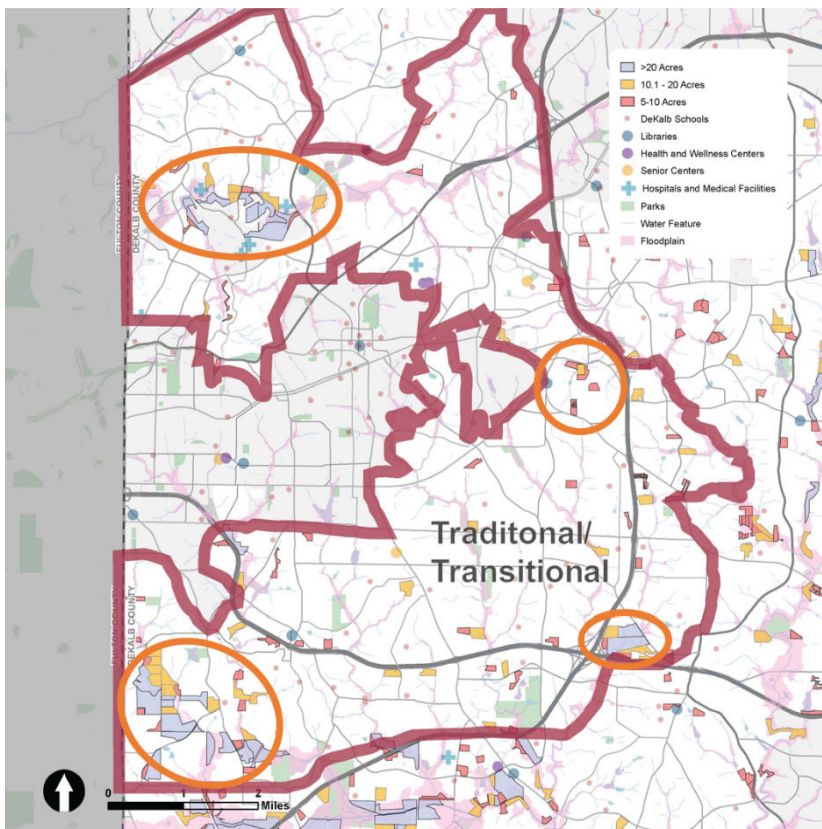 >20 Acres
10.1 - 20 Acres
5-10 Acres
DeKalb Schools
Libraries
Health and Wellness Centers
Senior Centers
Hospitals and Medical Facilities
Parks
Water Feature
Floodplain
FULTON COUNTY
DEKALB COUNTY
Traditonal/
Transitional
FULTON COUNTY
DEKALB COUNTY
0 1 2
Miles